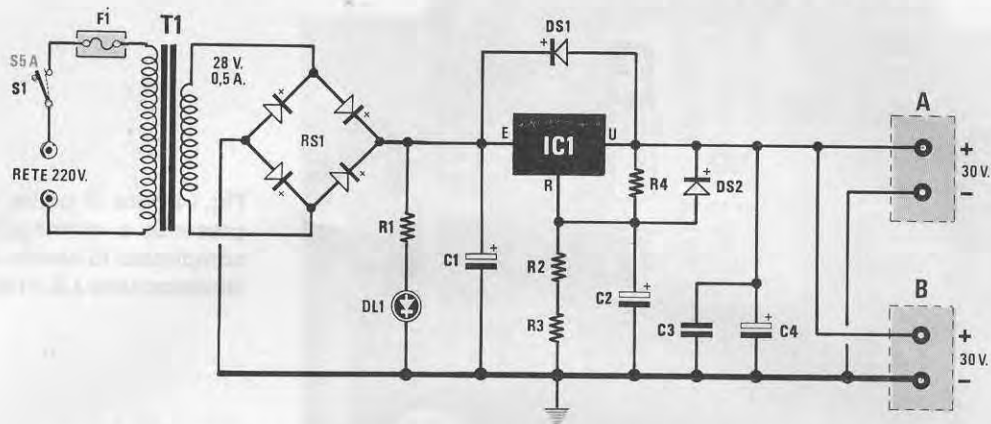 F1
T1
S5A
S1
28 V.
0,5 A.
RETE 220V.
RS1
R1
DL1
C1
+
DS1
+
E
IC1
U
R
R4
DS2
+
R2
R3
C2
+
C3
C4
+
A
+
30 V.
-
B
+
30 V.
-